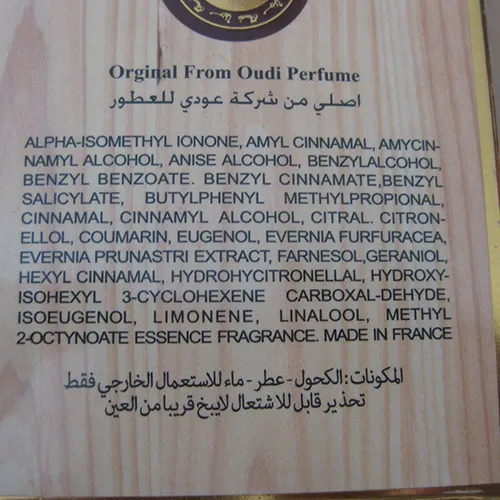 Orginal From Oudi Perfume
اصلي من شركة عودي للعطور
ALPHA-ISOMETHYL IONONE, AMYL CINNAMAL, AMYCIN-
NAMYL ALCOHOL, ANISE ALCOHOL, BENZYLALCOHOL,
BENZYL BENZOATE. BENZYL CINNAMATE,BENZYL
SALICYLATE, BUTYLPHENYL METHYLPROPIONAL,
CINNAMAL, CINNAMYL ALCOHOL, CITRAL. CITRON-
ELLOL, COUMARIN, EUGENOL, EVERNIA FURFURACEA,
EVERNIA PRUNASTRI EXTRACT, FARNESOL,GERANIOL,
HEXYL CINNAMAL, HYDROHYCITRONELLAL, HYDROXY-
ISOHEXYL 3-CYCLOHEXENE CARBOXAL-DEHYDE,
ISOEUGENOL, LIMONENE, LINALOOL, METHYL
2-OCTYNOATE ESSENCE FRAGRANCE. MADE IN FRANCE
المكونات : الكحول - عطر - ماء للاستعمال الخارجي فقط
تحذير قابل للاشتعال لايبخ قريبا من العين